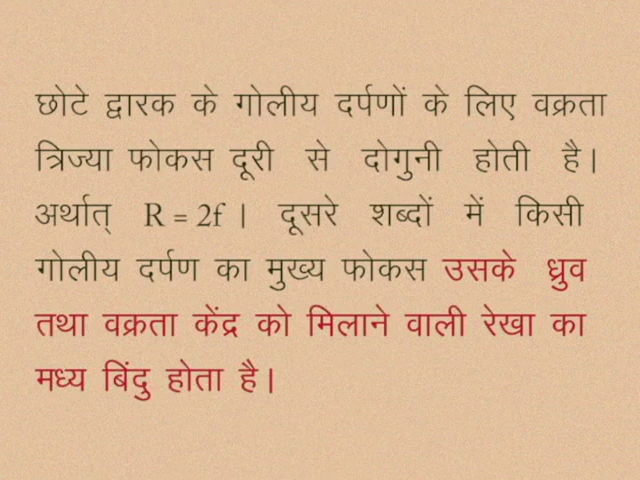 छोटे द्वारक के गोलीय दर्पणों के लिए वक्रता
त्रिज्या फोकस दूरी से दोगुनी होती है।
अर्थात् R = 2f । दूसरे शब्दों में किसी
गोलीय दर्पण का मुख्य फोकस उसके ध्रुव
तथा वक्रता केंद्र को मिलाने वाली रेखा का
मध्य बिंदु होता है।